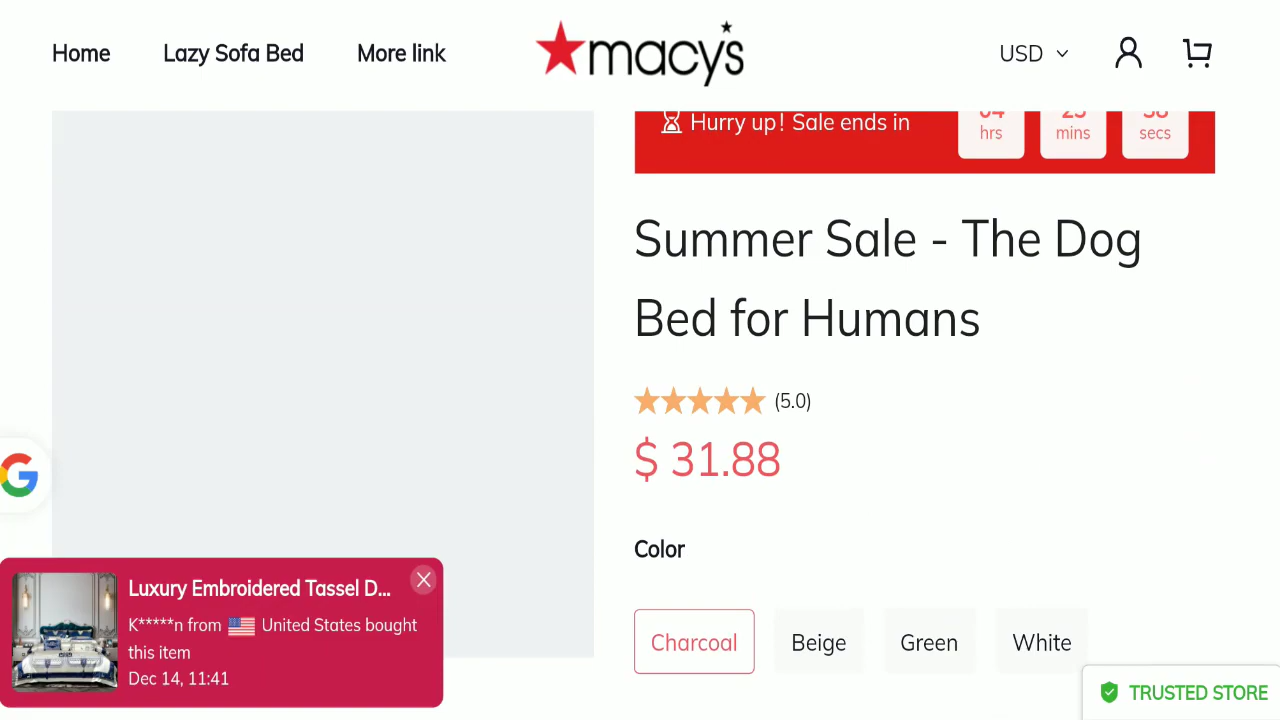 Home
Lazy Sofa Bed
More link
macy's
USD
Hurry up! Sale ends in
hrs
mins
secs
Summer Sale - The Dog
Bed for Humans
(5.0)
$ 31.88
Color
Charcoal
Beige
Green
White
Luxury Embroidered Tassel D...
K*****n from United States bought
this item
Dec 14, 11:41
TRUSTED STORE